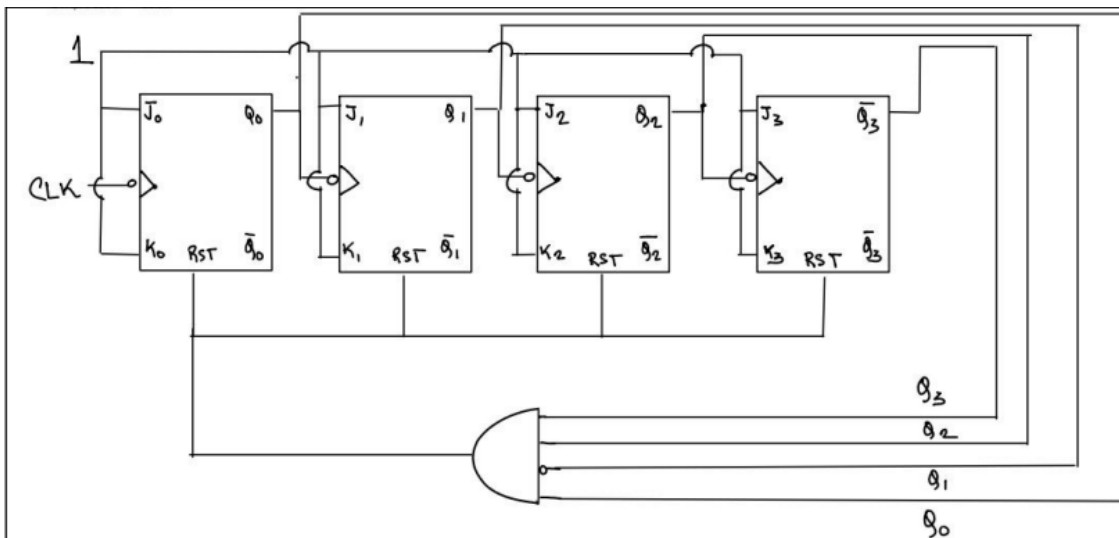 1
J₀ Q₀ J₁ Q₁ J₂ Q₂ J₃ Q̅₃
CLK
K₀ RST Q̅₀ K₁ RST Q̅₁ K₂ RST Q̅₂ K₃ RST Q̅₃
Q₃
Q₂
Q₁
Q₀